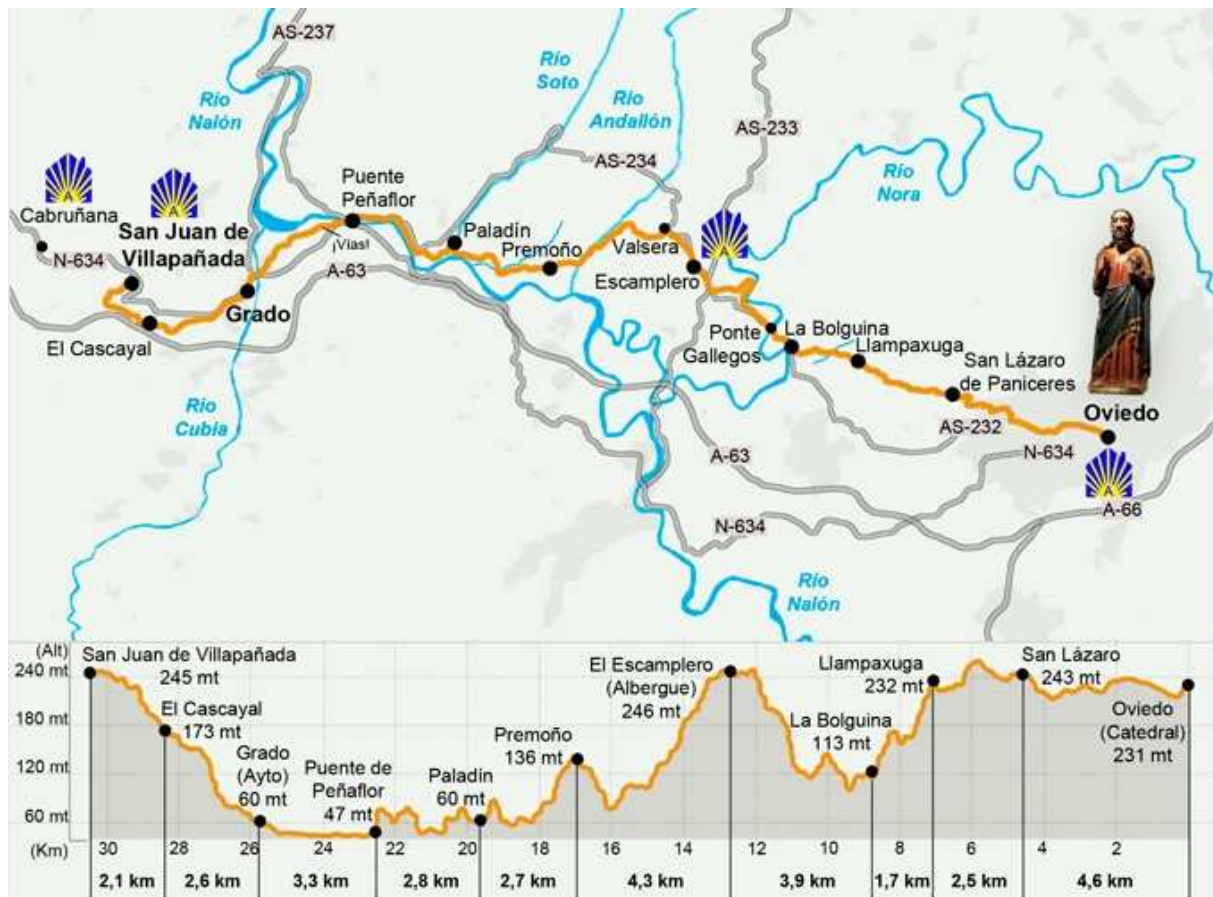 AS-237
Río
Nalón
Río
Soto
Río
Andallón
AS-233
AS-234
Río
Nora
A
Cabruñana
A
San Juan de
Villapañada
N-634
Puente
Peñaflor
¡Vías!
Paladín
Premoño
Valsera
A
Escamplero
A-63
Grado
El Cascayal
Ponte
Gallegos
La Bolguina
Llampaxuga
San Lázaro
de Paniceres
Oviedo
A
Río
Cubia
AS-232
N-634
A-63
A-66
N-634
Río
Nalón
(Alt)
240 mt
180 mt
120 mt
60 mt
(Km)
San Juan de Villapañada
245 mt
El Cascayal
173 mt
Grado
(Ayto)
60 mt
Puente de
Peñaflor
47 mt
Paladín
60 mt
Premoño
136 mt
El Escamplero
(Albergue)
246 mt
La Bolguina
113 mt
Llampaxuga
232 mt
San Lázaro
243 mt
Oviedo
(Catedral)
231 mt
30 28 26 24 22 20 18 16 14 12 10 8 6 4 2
2,1 km 2,6 km 3,3 km 2,8 km 2,7 km 4,3 km 3,9 km 1,7 km 2,5 km 4,6 km